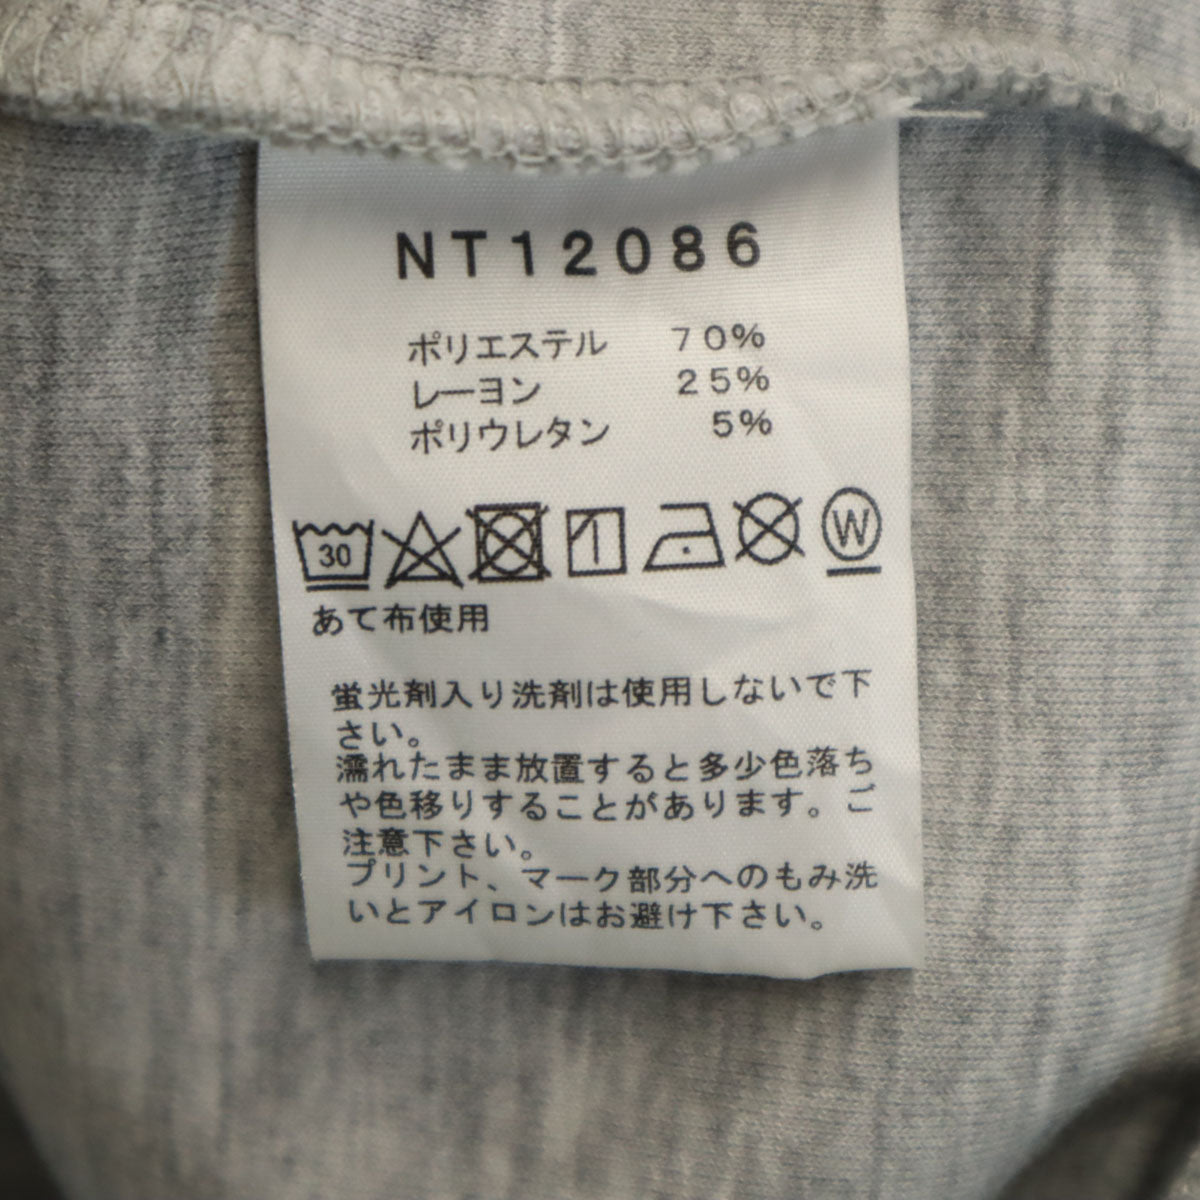 NT12086
ポリエステル 70%
レーヨン 25%
ポリウレタン 5%
30 W
あて布使用
蛍光剤入り洗剤は使用しないで下
さい。
濡れたまま放置すると多少色落ち
や色移りすることがあります。ご
注意下さい。
プリント、マーク部分へのもみ洗
いとアイロンはお避け下さい。